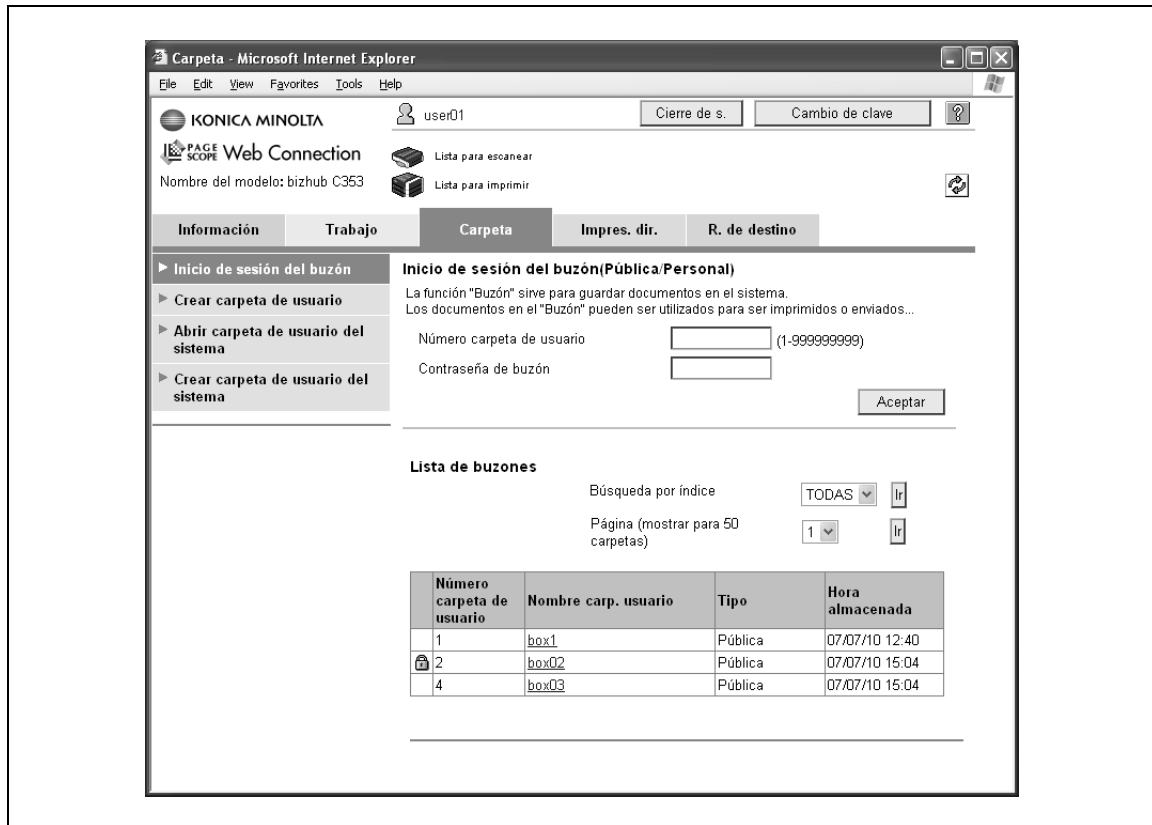 Carpeta - Microsoft Internet Explorer
File Edit View Favorites Tools Help
KONICA MINOLTA
user01
Cierre de s.
Cambio de clave
?
PAGE SCOPE Web Connection
Lista para escanear
Nombre del modelo: bizhub C353
Lista para imprimir
Información Trabajo Carpeta Impres. dir. R. de destino
Inicio de sesión del buzón
Crear carpeta de usuario
Abrir carpeta de usuario del
sistema
Crear carpeta de usuario del
sistema
Inicio de sesión del buzón(Pública/Personal)
La función "Buzón" sirve para guardar documentos en el sistema.
Los documentos en el "Buzón" pueden ser utilizados para ser imprimidos o enviados...
Número carpeta de usuario (1-999999999)
Contraseña de buzón
Aceptar
Lista de buzones
Búsqueda por índice TODAS Ir
Página (mostrar para 50
carpetas) 1 Ir
Número
carpeta de
usuario
Nombre carp. usuario
Tipo
Hora
almacenada
1 box1 Pública 07/07/10 12:40
2 box02 Pública 07/07/10 15:04
4 box03 Pública 07/07/10 15:04